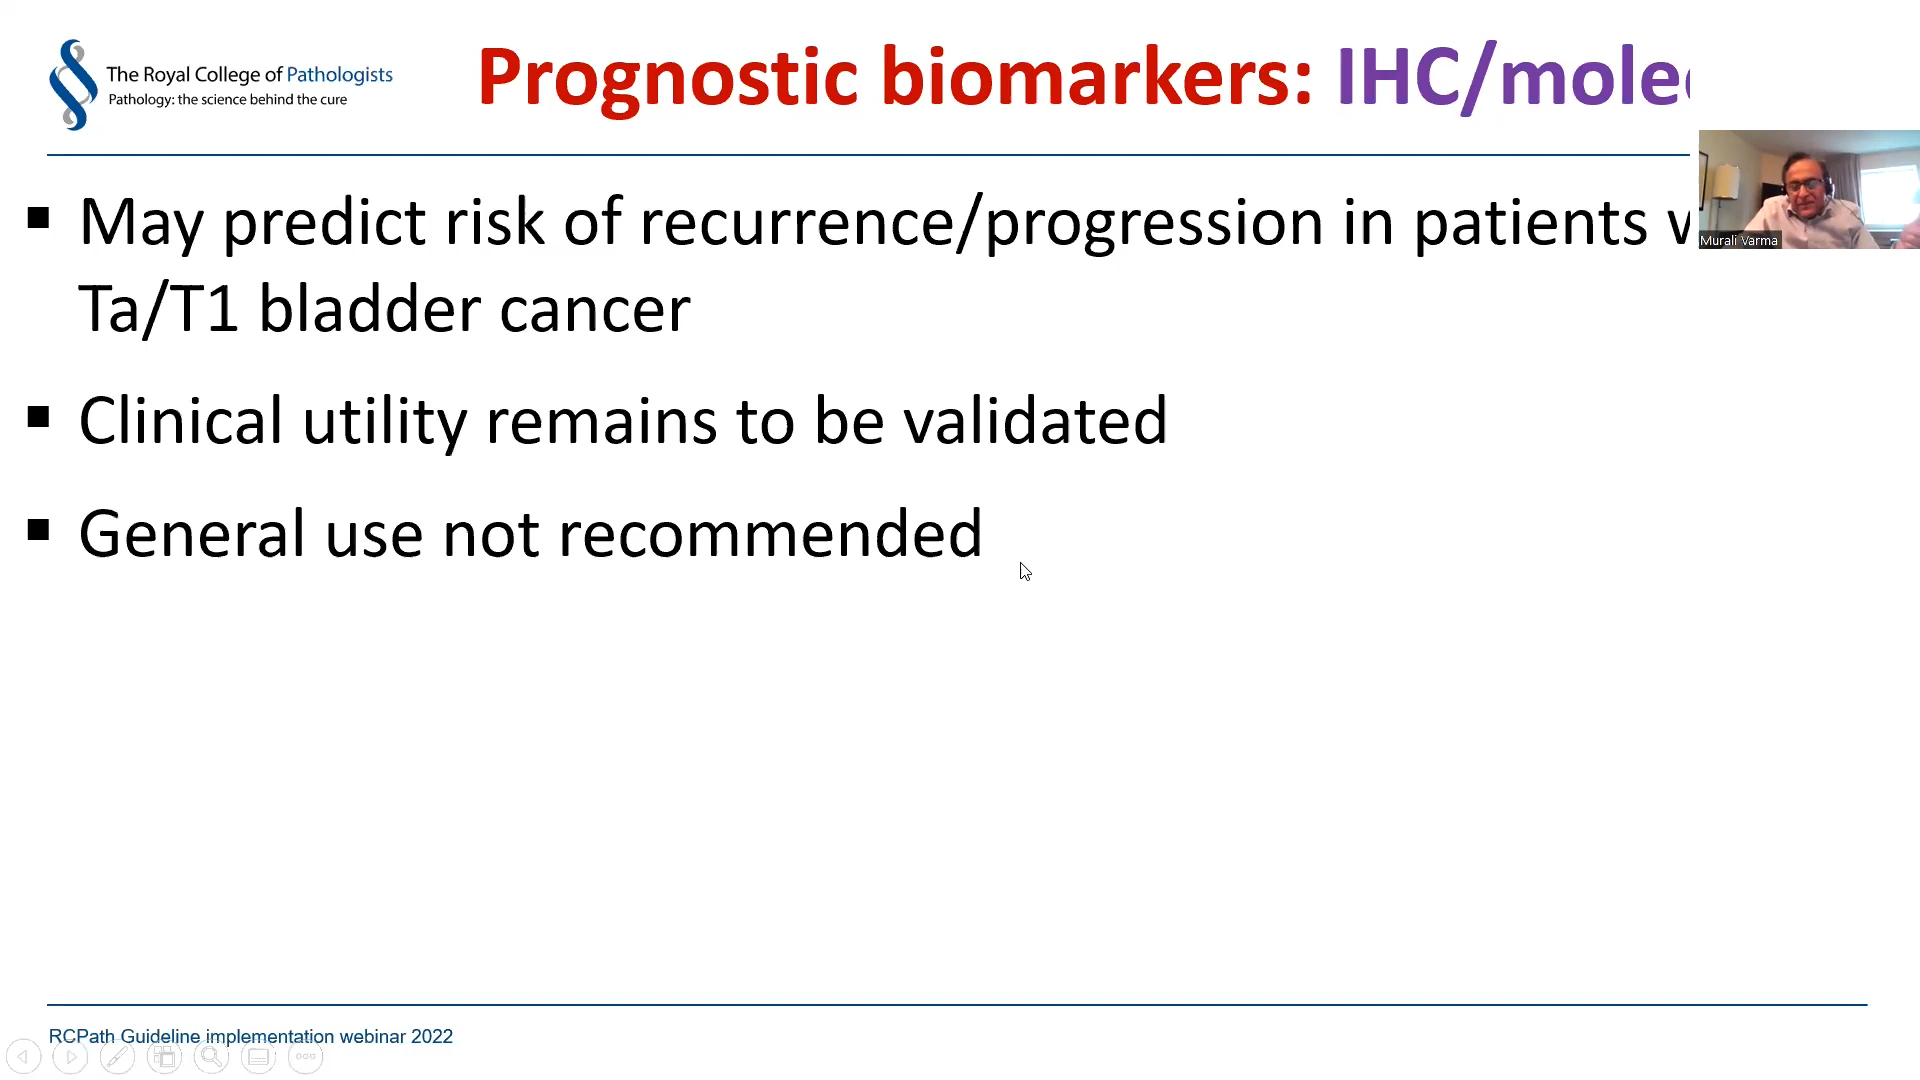 The Royal College of Pathologists
Pathology: the science behind the cure
Prognostic biomarkers: IHC/mole
Murali Varma
▪ May predict risk of recurrence/progression in patients
Ta/T1 bladder cancer
▪ Clinical utility remains to be validated
▪ General use not recommended
RCPath Guideline implementation webinar 2022